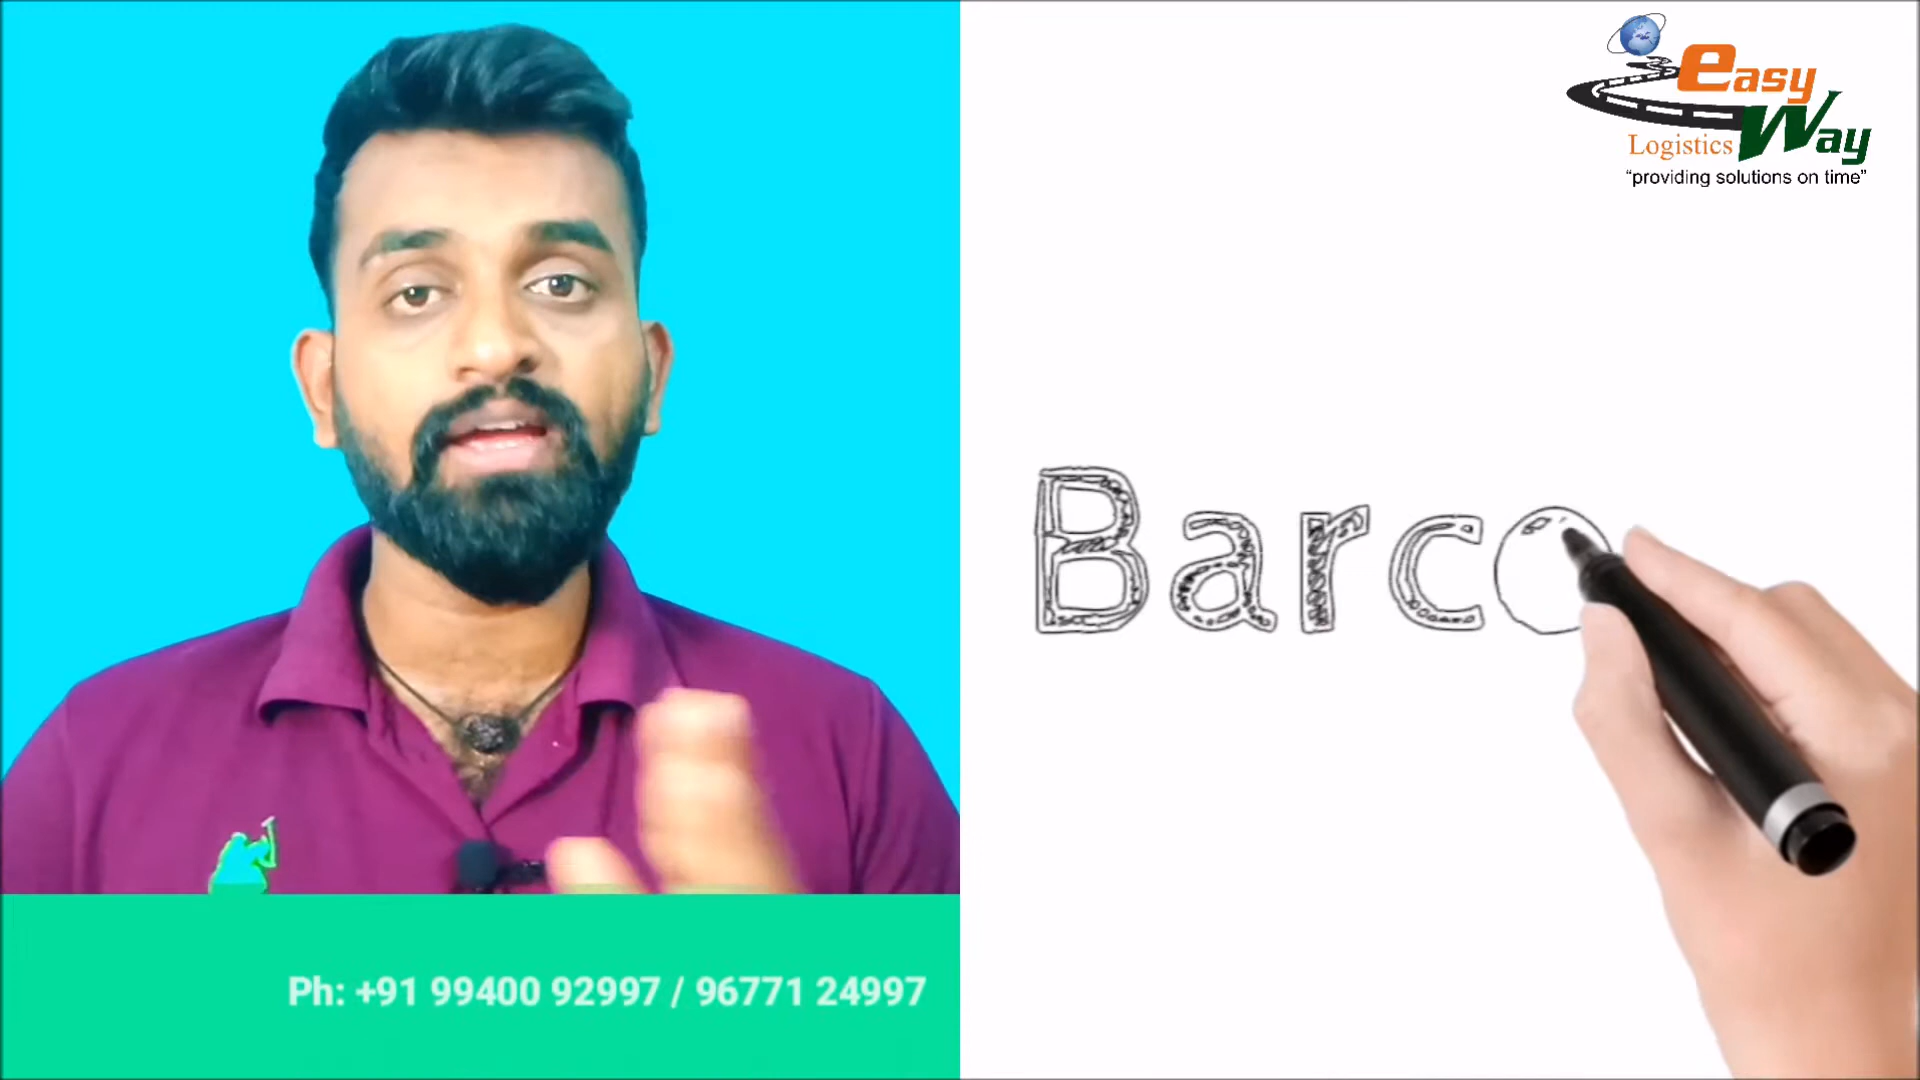 easy
Way
Logistics
“providing solutions on time”
Barco
Ph: +91 99400 92997 / 96771 24997